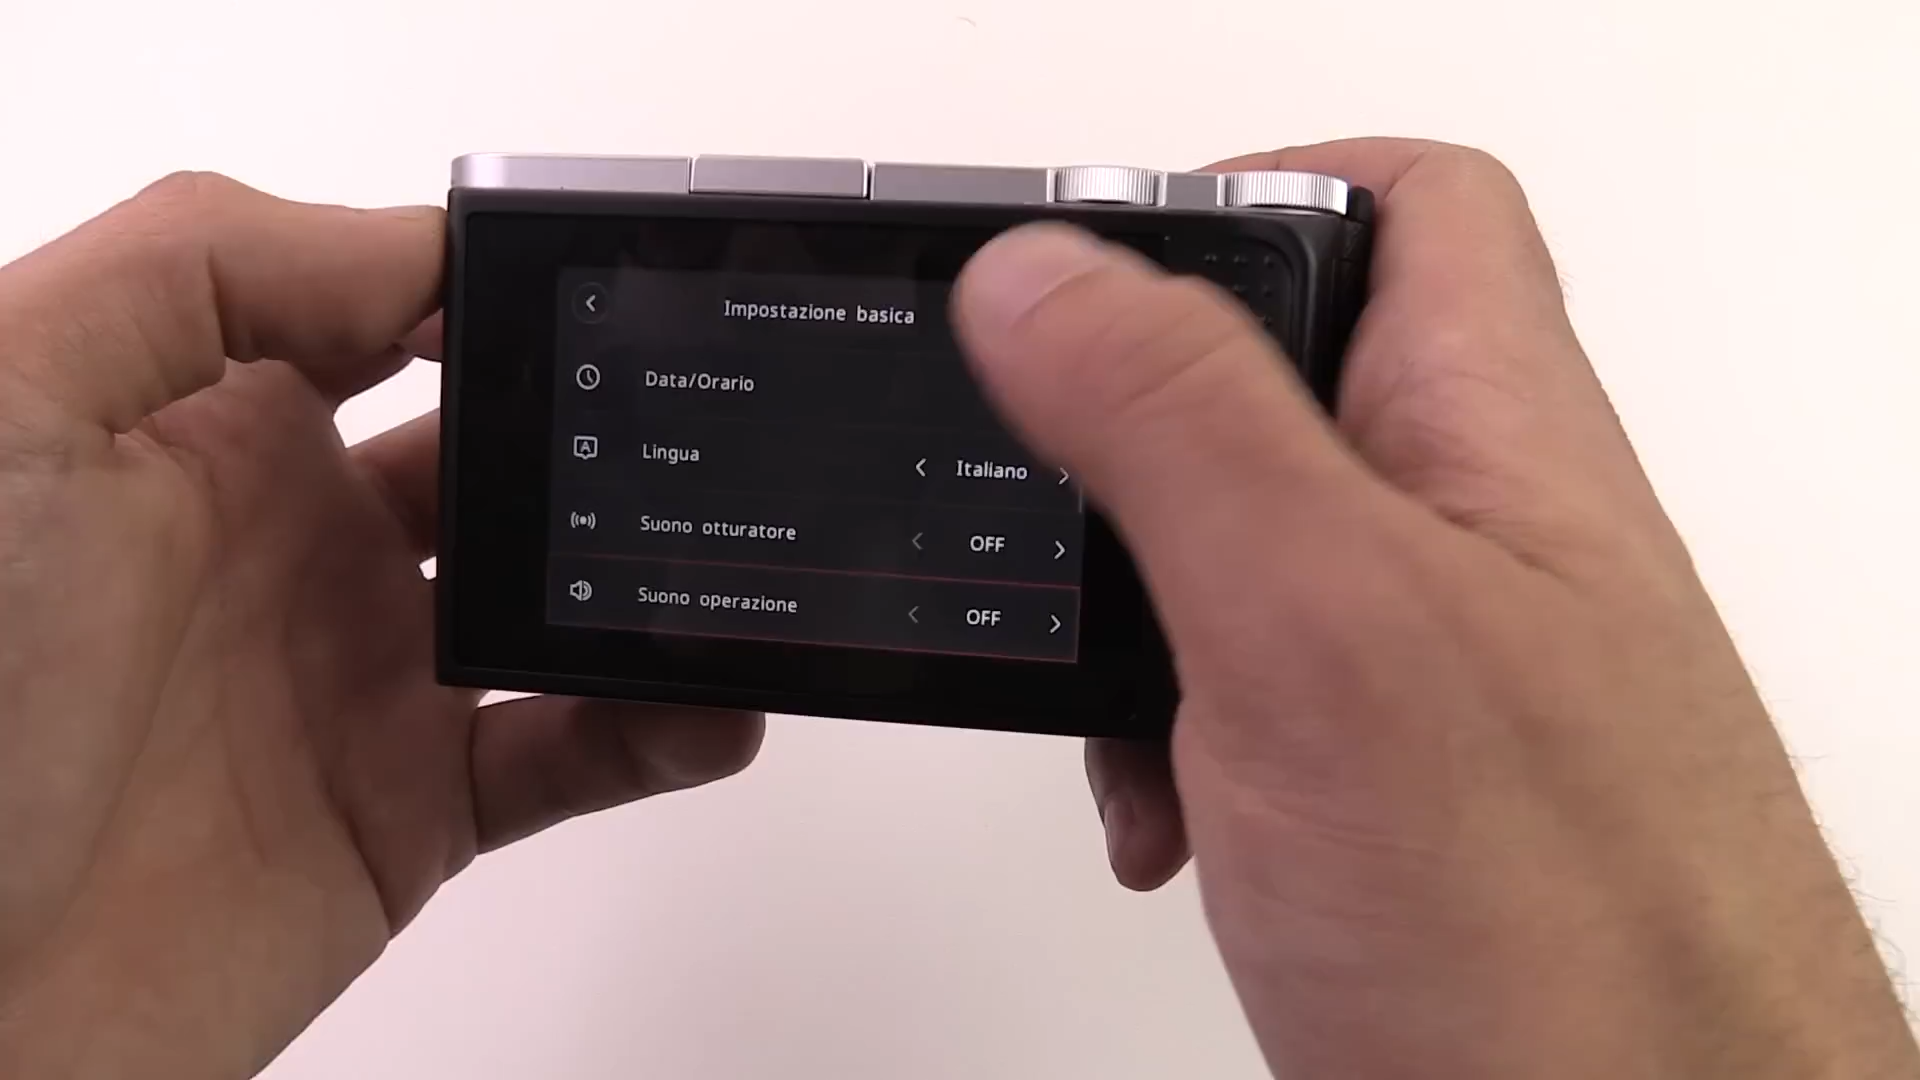 Impostazione basica
Data/Orario
Lingua
Italiano
Suono otturatore
OFF
Suono operazione
OFF